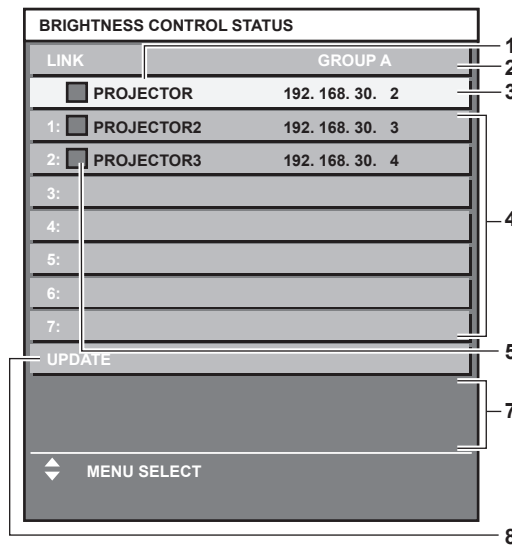 BRIGHTNESS CONTROL STATUS
LINK GROUP A
PROJECTOR 192. 168. 30. 2
1: PROJECTOR2 192. 168. 30. 3
2: PROJECTOR3 192. 168. 30. 4
3:
4:
5:
6:
7:
UPDATE
MENU SELECT
1
2
3
4
5
7
8